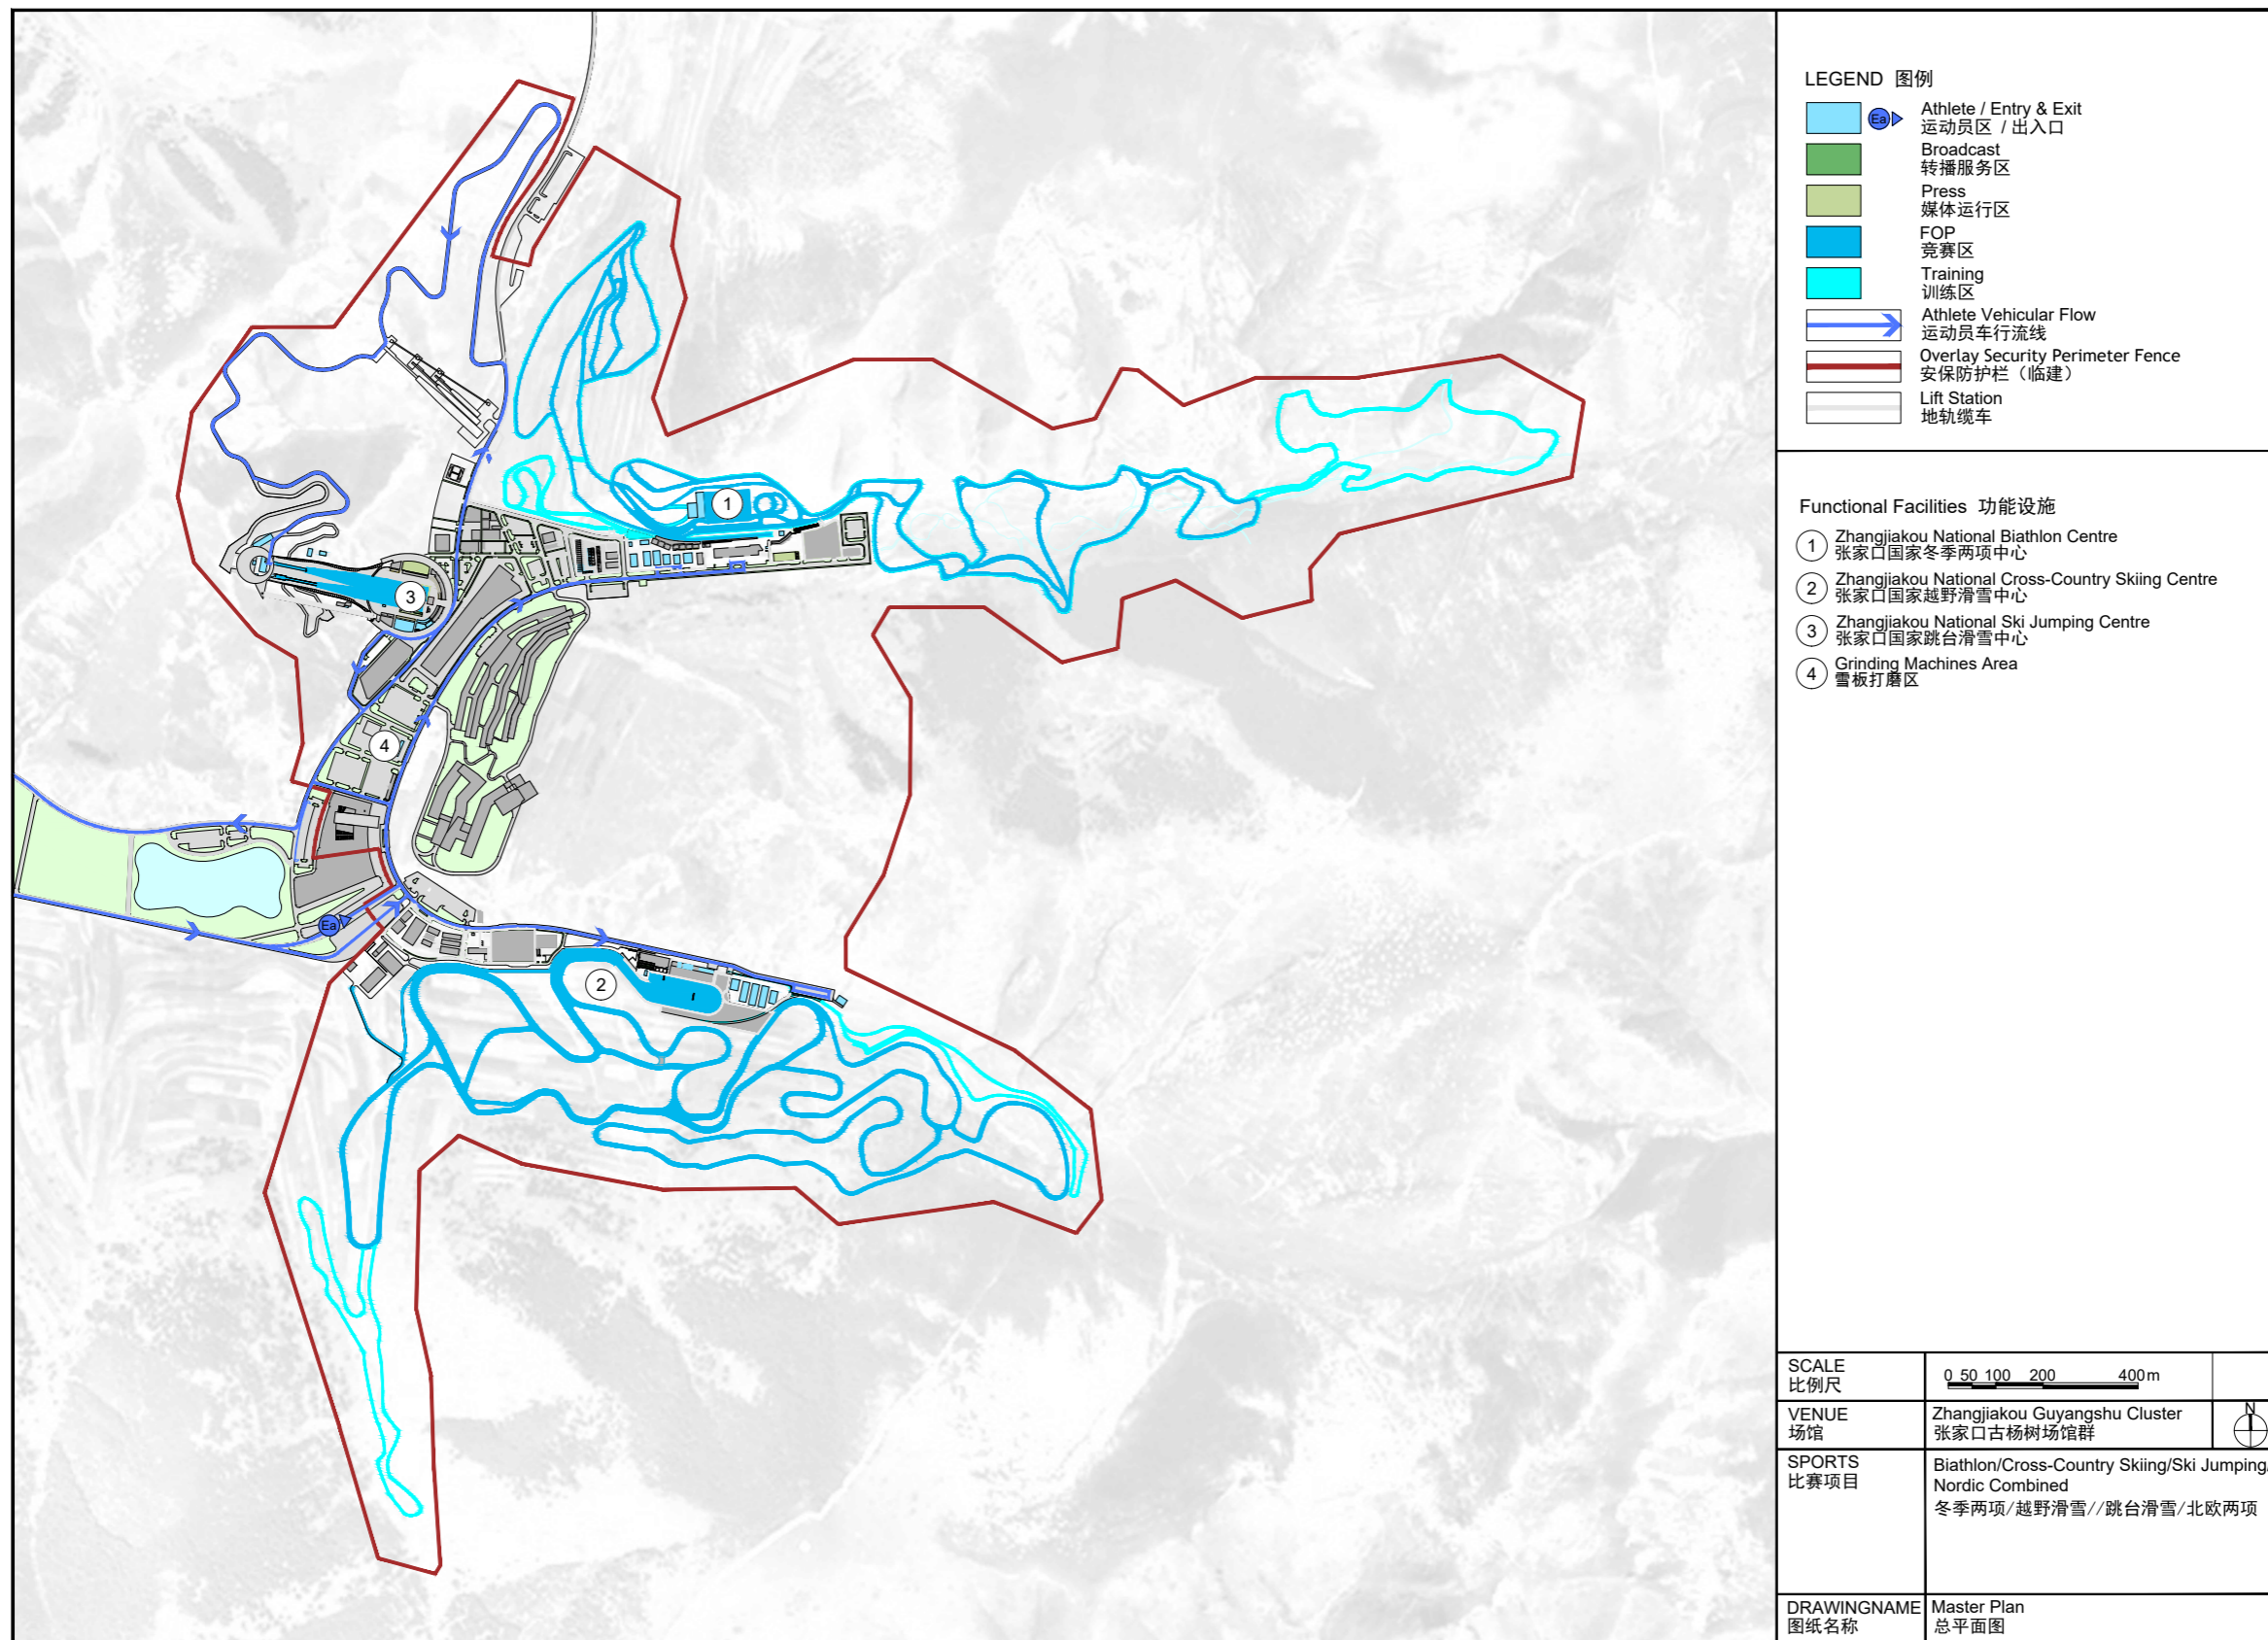 LEGEND 图例
Ea
Athlete / Entry & Exit
运动员区 / 出入口
Broadcast
转播服务区
Press
媒体运行区
FOP
竞赛区
Training
训练区
Athlete Vehicular Flow
运动员车行流线
Overlay Security Perimeter Fence
安保防护栏（临建）
Lift Station
地轨缆车
Functional Facilities 功能设施
1 Zhangjiakou National Biathlon Centre
张家口国家冬季两项中心
2 Zhangjiakou National Cross-Country Skiing Centre
张家口国家越野滑雪中心
3 Zhangjiakou National Ski Jumping Centre
张家口国家跳台滑雪中心
4 Grinding Machines Area
雪板打磨区
1
3
4
Ea
2
SCALE
比例尺
0 50 100 200 400m
VENUE
场馆
Zhangjiakou Guyangshu Cluster
张家口古杨树场馆群
N
SPORTS
比赛项目
Biathlon/Cross-Country Skiing/Ski Jumping/
Nordic Combined
冬季两项/越野滑雪//跳台滑雪/北欧两项
DRAWINGNAME
图纸名称
Master Plan
总平面图